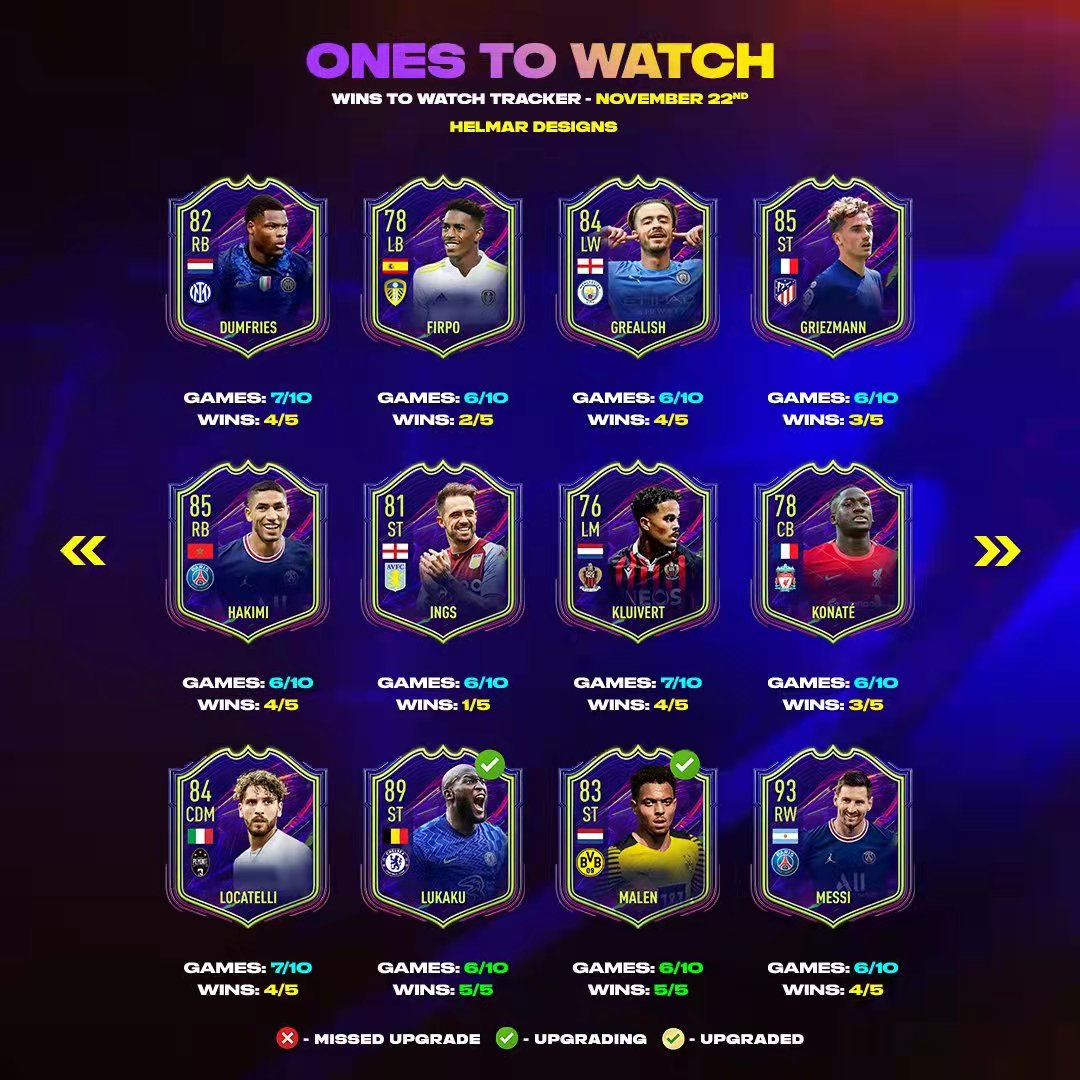 ONES TO WATCH
WINS TO WATCH TRACKER - NOVEMBER 22ND
HELMAR DESIGNS
82
RB
DUMFRIES
GAMES: 7/10
WINS: 4/5
78
LB
FIRPO
GAMES: 6/10
WINS: 2/5
84
LW
GREALISH
GAMES: 6/10
WINS: 4/5
85
ST
GRIEZMANN
GAMES: 6/10
WINS: 3/5
85
RB
HAKIMI
GAMES: 6/10
WINS: 4/5
81
ST
AVFC
INGS
GAMES: 6/10
WINS: 1/5
76
LM
INEOS
KLUIVERT
GAMES: 7/10
WINS: 4/5
78
CB
KONATÉ
GAMES: 6/10
WINS: 3/5
84
CDM
LOCATELLI
GAMES: 7/10
WINS: 4/5
89
ST
LUKAKU
GAMES: 6/10
WINS: 5/5
83
ST
BVB
09
MALEN
GAMES: 6/10
WINS: 5/5
93
RW
PARIS
MESSI
GAMES: 6/10
WINS: 4/5
- MISSED UPGRADE
- UPGRADING
- UPGRADED